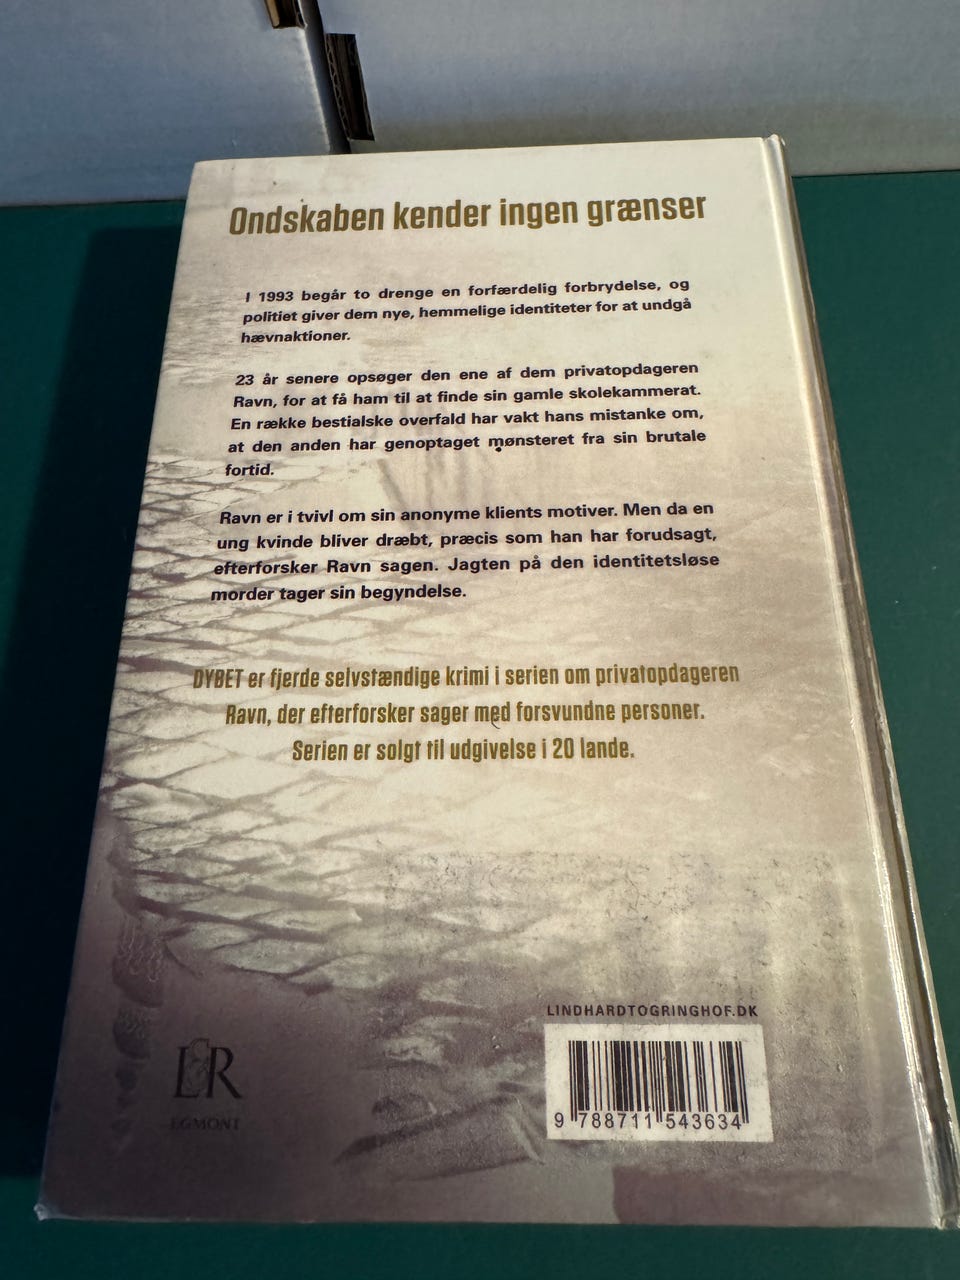 Ondskaben kender ingen grænser
I 1993 begår to drenge en forfærdelig forbrydelse, og
politiet giver dem nye, hemmelige identiteter for at undgå
hævnaktioner.
23 år senere opsøger den ene af dem privatopdageren
Ravn, for at få ham til at finde sin gamle skolekammerat.
En række bestialske overfald har vakt hans mistanke om,
at den anden har genoptaget mønsteret fra sin brutale
fortid.
Ravn er i tvivl om sin anonyme klients motiver. Men da en
ung kvinde bliver dræbt, præcis som han har forudsagt,
efterforsker Ravn sagen. Jagten på den identitetsløse
morder tager sin begyndelse.
DYBET er fjerde selvstændige krimi i serien om privatopdageren
Ravn, der efterforsker sager med forsvundne personer.
Serien er solgt til udgivelse i 20 lande.
LINDHARDTOGRINGHOF.DK
L&R
EGMONT
9 788711 543634